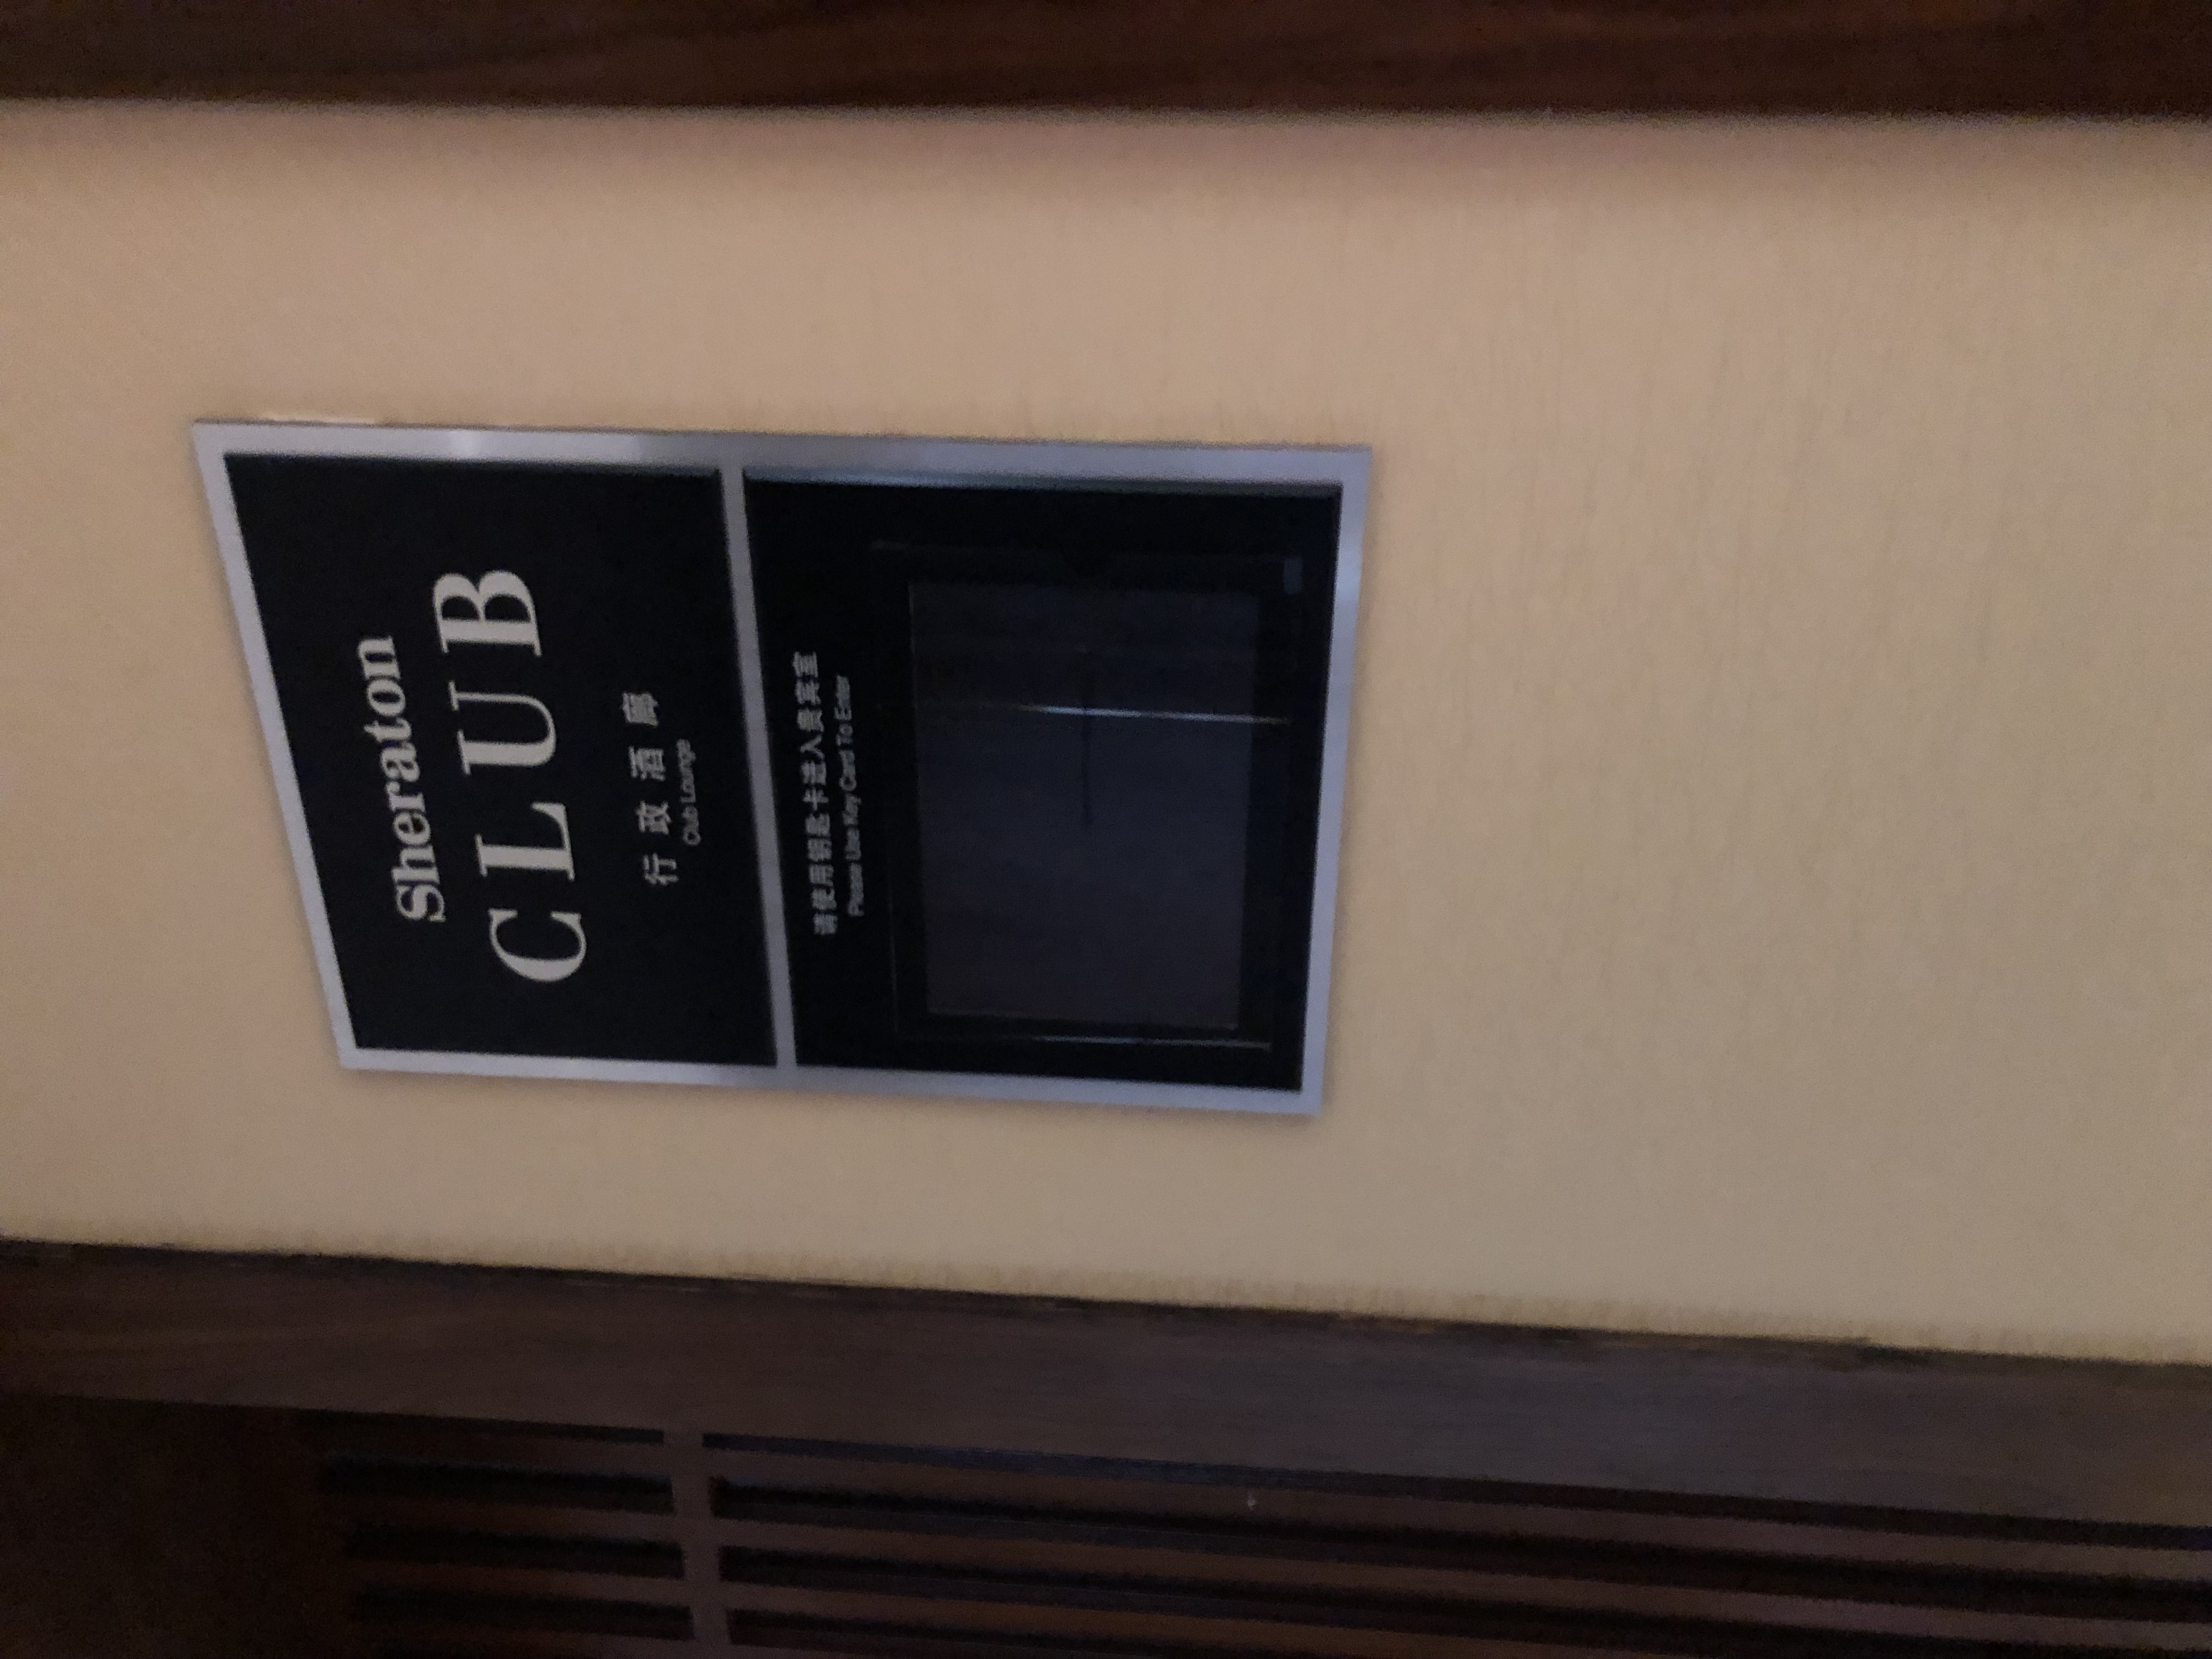 Sheraton
CLUB
行政酒廊
Club Lounge
请使用钥匙卡进入贵宾室
Please Use Key Card To Enter